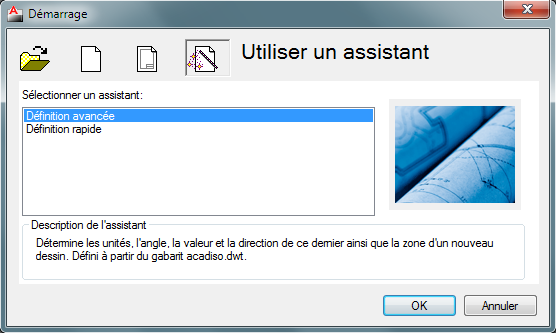 Démarrage
Utiliser un assistant
Sélectionner un assistant:
Définition avancée
Définition rapide
Description de l'assistant
Détermine les unités, l'angle, la valeur et la direction de ce dernier ainsi que la zone d'un nouveau
dessin. Défini à partir du gabarit acadiso.dwt.
OK
Annuler